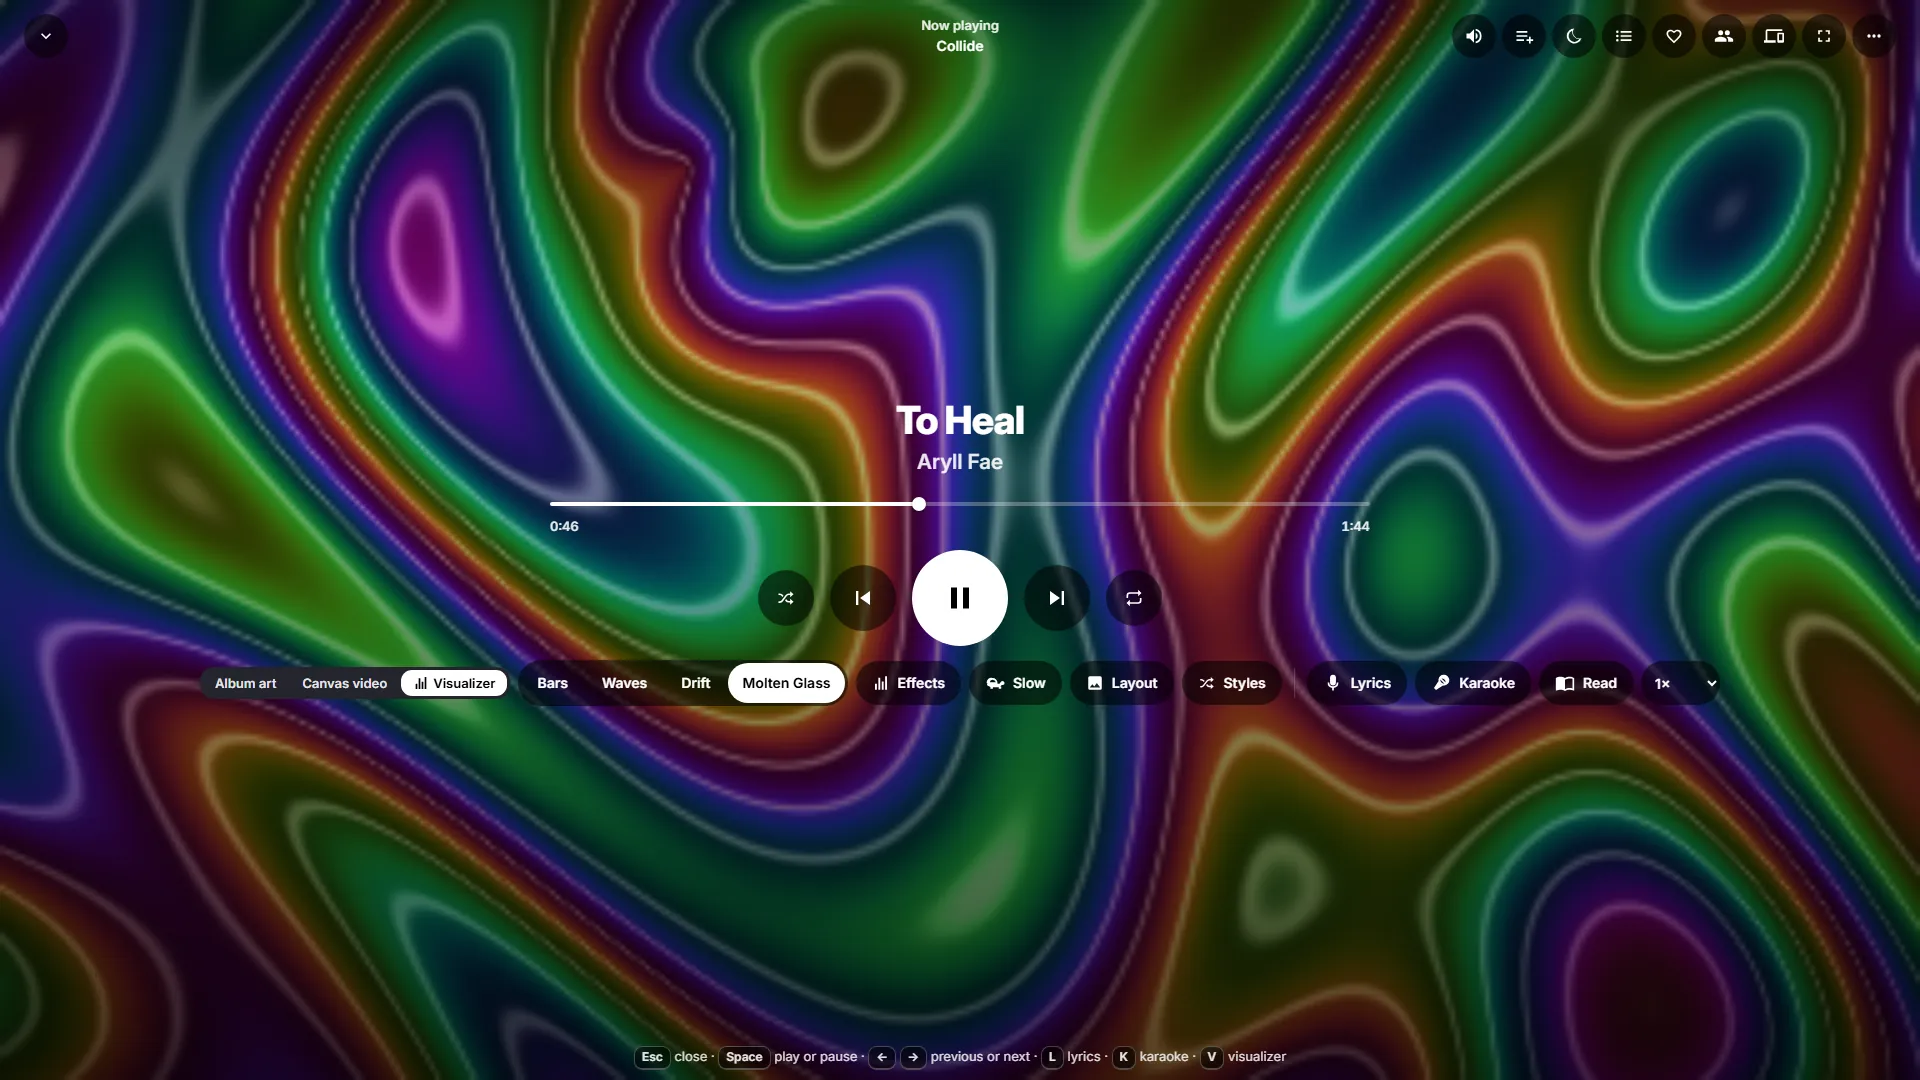 Now playing
Collide
To Heal
Aryll Fae
0:46
1:44
Album art
Canvas video
Visualizer
Bars
Waves
Drift
Molten Glass
Effects
Slow
Layout
Styles
Lyrics
Karaoke
Read
1×
Esc close · Space play or pause · ← → previous or next · L lyrics · K karaoke · V visualizer